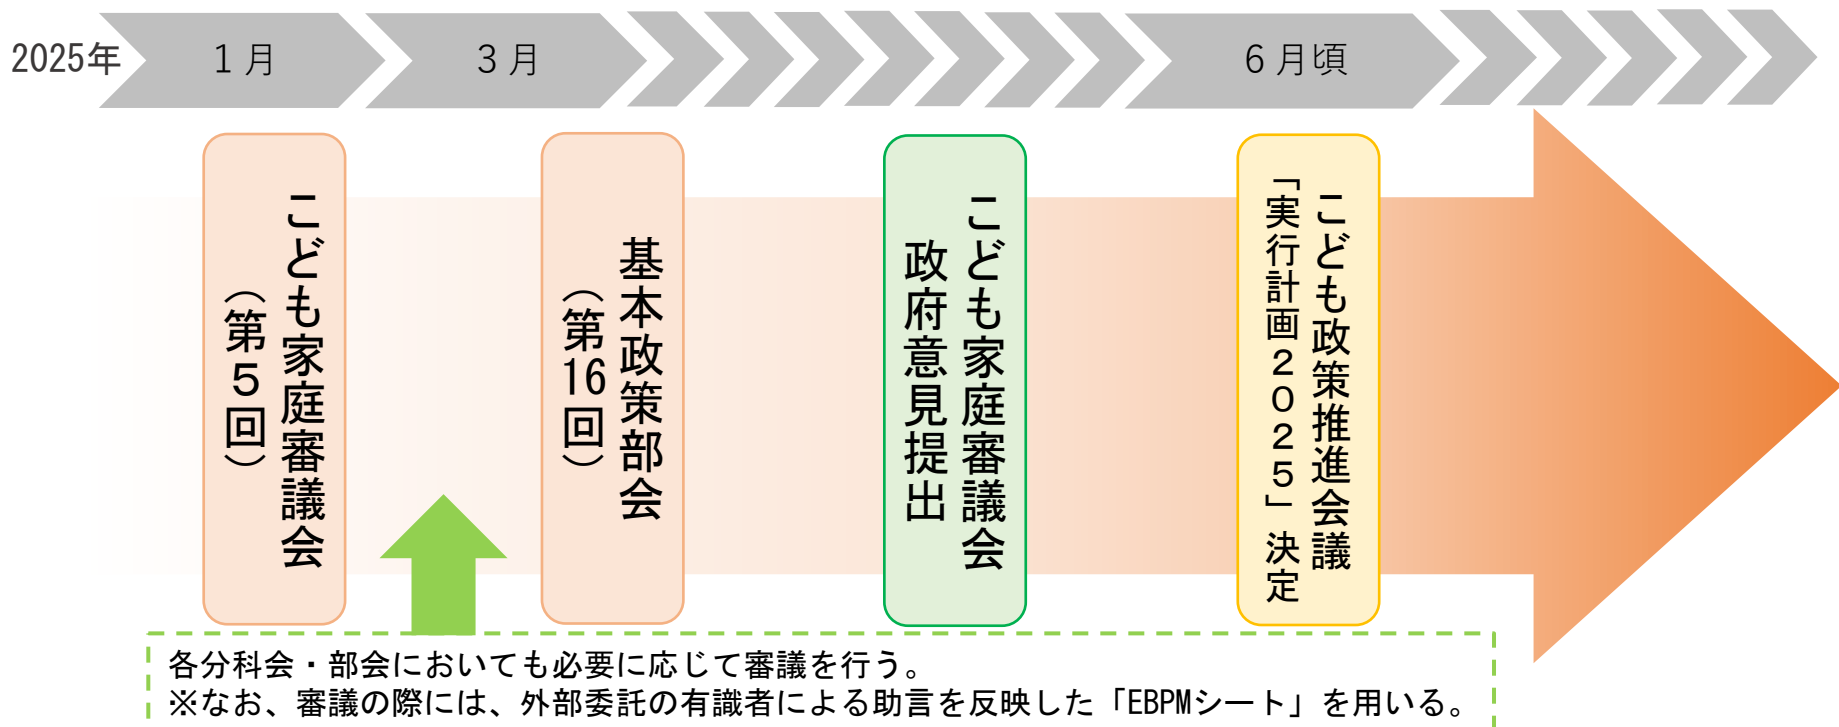 2025年
１月
３月
６月頃
こども家庭審議会
（第５回）
基本政策部会
（第16回）
こども家庭審議会
政府意見提出
こども政策推進会議
「実行計画２０２５」決定
各分科会・部会においても必要に応じて審議を行う。
※なお、審議の際には、外部委託の有識者による助言を反映した「EBPMシート」を用いる。